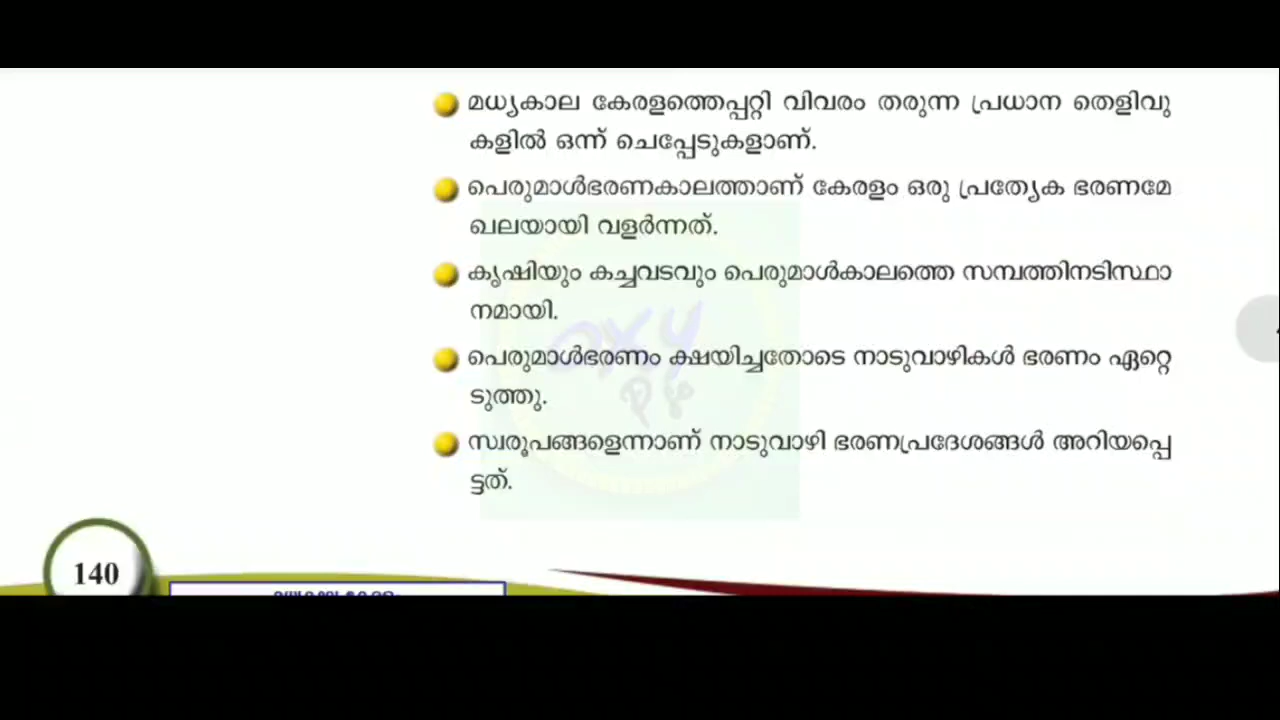 മധ്യകാല കേരളത്തെപ്പറ്റി വിവരം തരുന്ന പ്രധാന തെളിവു
കളിൽ ഒന്ന് ചെപ്പേടുകളാണ്.
പെരുമാൾഭരണകാലത്താണ് കേരളം ഒരു പ്രത്യേക ഭരണമേ
ഖലയായി വളർന്നത്.
കൃഷിയും കച്ചവടവും പെരുമാൾകാലത്തെ സമ്പത്തിനടിസ്ഥാ
നമായി.
പെരുമാൾഭരണം ക്ഷയിച്ചതോടെ നാടുവാഴികൾ ഭരണം ഏറ്റെ
ടുത്തു.
സ്വരൂപങ്ങളെന്നാണ് നാടുവാഴി ഭരണപ്രദേശങ്ങൾ അറിയപ്പെ
ട്ടത്.
oxy
140